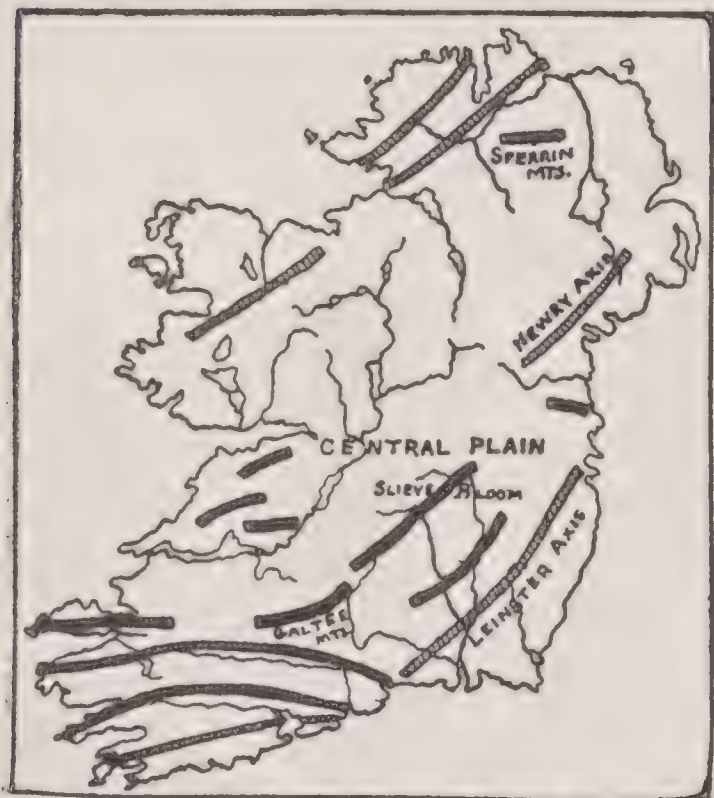 SPERRIN
MTS.
NEWRY AXIS
CENTRAL PLAIN
SLIEVE BLOOM
LEINSTER AXIS
GALTEE
MTS.